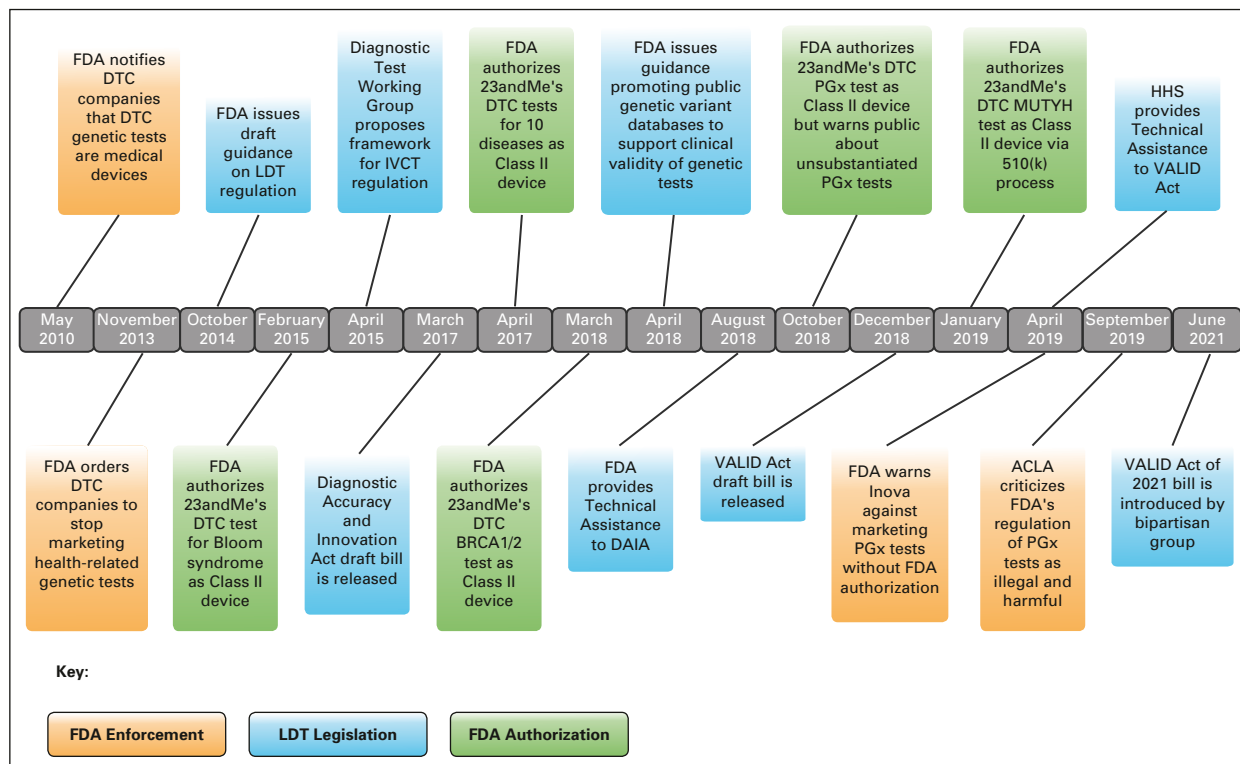 FDA notifies
DTC
companies
that DTC
genetic tests
are medical
devices
FDA issues
draft
guidance
on LDT
regulation
Diagnostic
Test
Working
Group
proposes
framework
for IVCT
regulation
FDA
authorizes
23andMe's
DTC tests
for 10
diseases as
Class II
device
FDA issues
guidance
promoting public
genetic variant
databases to
support clinical
validity of genetic
tests
FDA authorizes
23andMe's DTC
PGx test as
Class II device
but warns public
about
unsubstantiated
PGx tests
FDA
authorizes
23andMe's
DTC MUTYH
test as Class
II device via
510(k)
process
HHS
provides
Technical
Assistance
to VALID
Act
May
2010
November
2013
October
2014
February
2015
April
2015
March
2017
April
2017
March
2018
April
2018
August
2018
October
2018
December
2018
January
2019
April
2019
September
2019
June
2021
FDA orders
DTC
companies to
stop
marketing
health-related
genetic tests
FDA
authorizes
23andMe's
DTC test
for Bloom
syndrome
as Class II
device
Diagnostic
Accuracy
and
Innovation
Act draft bill
is released
FDA
authorizes
23andMe's
DTC
BRCA1/2
test as
Class II
device
FDA
provides
Technical
Assistance
to DAIA
VALID Act
draft bill is
released
FDA warns
Inova
against
marketing
PGx tests
without FDA
authorization
ACLA
criticizes
FDA's
regulation
of PGx
tests as
illegal and
harmful
VALID Act of
2021 bill is
introduced by
bipartisan
group
Key:
FDA Enforcement
LDT Legislation
FDA Authorization